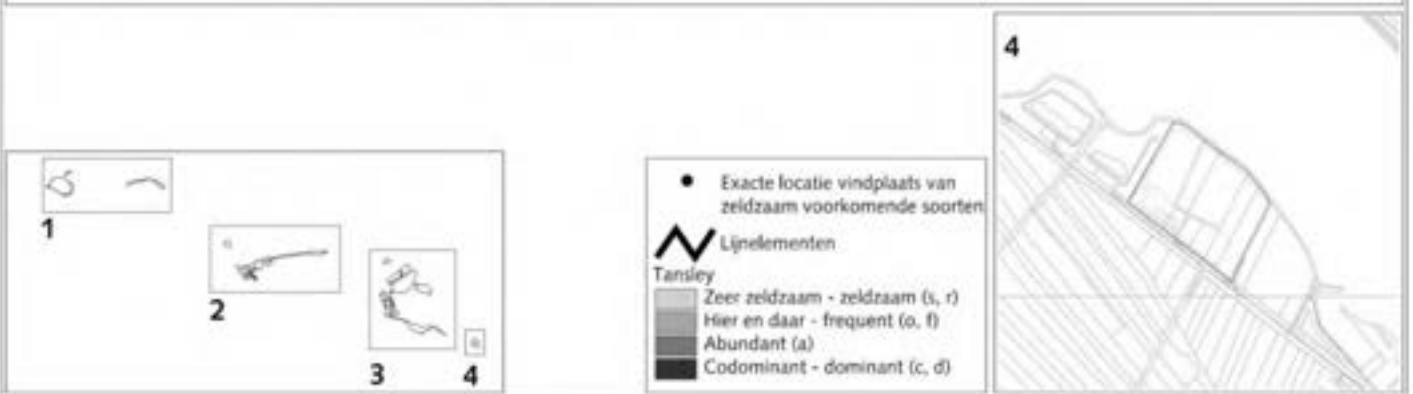 4
1
2
3
4
Exacte locatie vindplaats van
zeldzaam voorkomende soorten
Lijnelementen
Tansley
Zeer zeldzaam - zeldzaam (s, r)
Hier en daar - frequent (o, f)
Abundant (a)
Codominant - dominant (c, d)